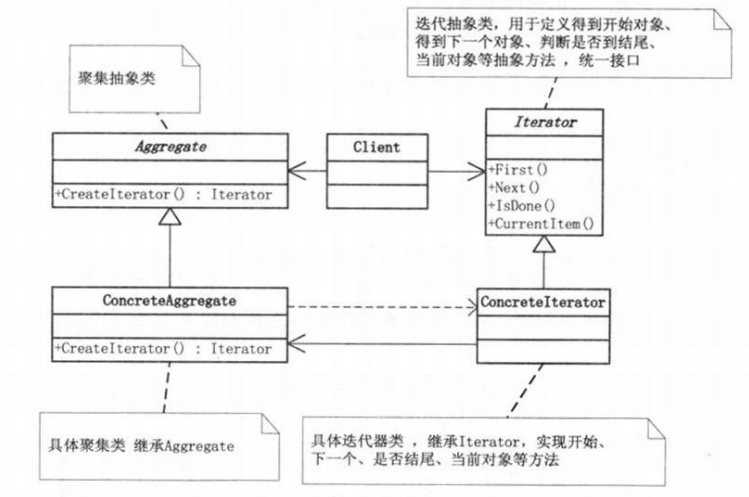 迭代抽象类，用于定义得到开始对象、
得到下一个对象、判断是否到结尾、
当前对象等抽象方法 ，统一接口
聚集抽象类
Aggregate
+CreateIterator() : Iterator
Client
Iterator
+First()
+Next()
+IsDone()
+CurrentItem()
ConcreteAggregate
+CreateIterator() : Iterator
ConcreteIterator
具体聚集类 继承Aggregate
具体迭代器类 ，继承Iterator，实现开始、
下一个、是否结尾、当前对象等方法